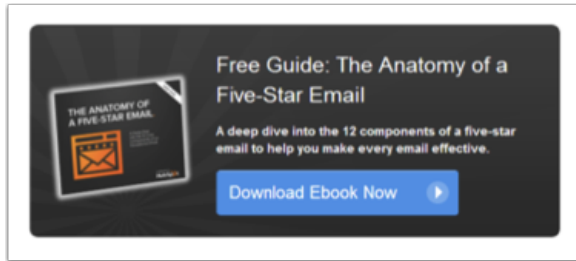 Free Guide: The Anatomy of a
Five-Star Email
A deep dive into the 12 components of a five-star
email to help you make every email effective.
Download Ebook Now
THE ANATOMY OF
A FIVE-STAR EMAIL
HubSpot